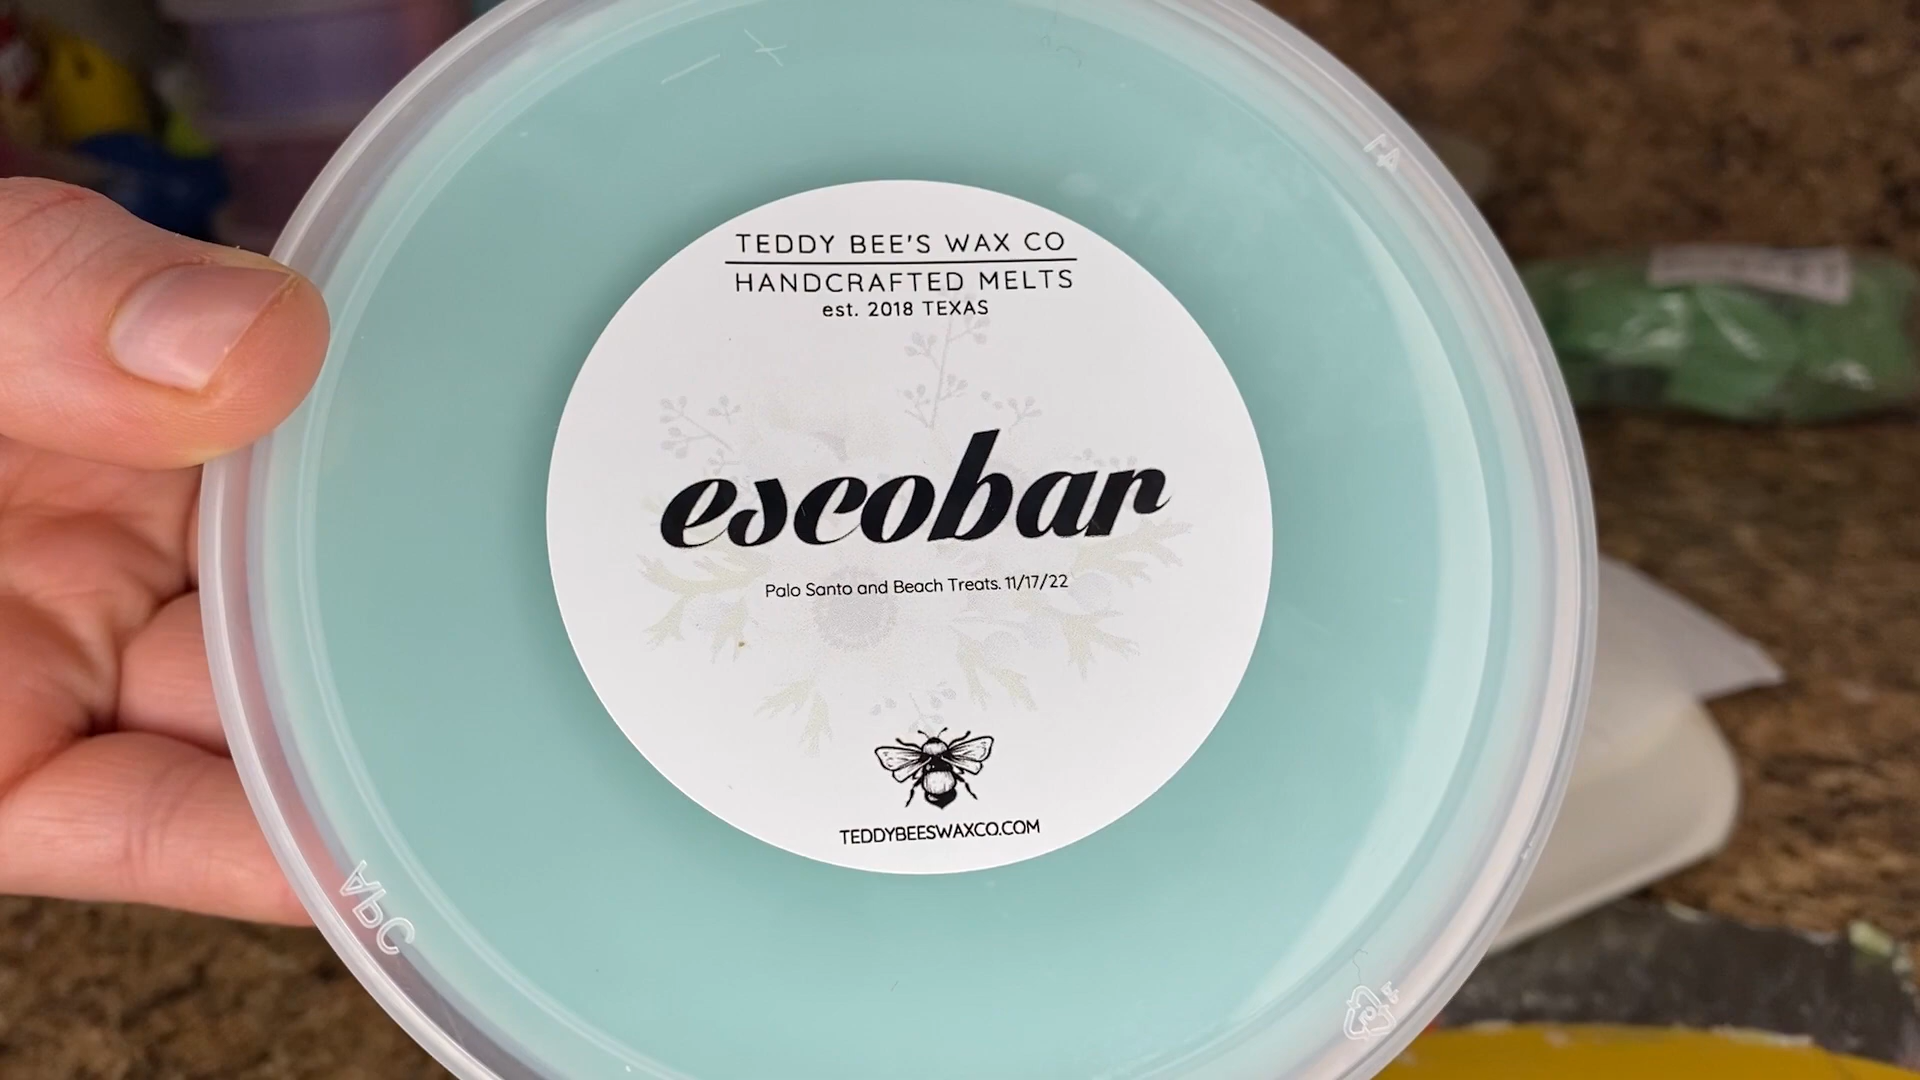 TEDDY BEE'S WAX CO
HANDCRAFTED MELTS
est. 2018 TEXAS
escobar
Palo Santo and Beach Treats. 11/17/22
TEDDYBEESWAXCO.COM